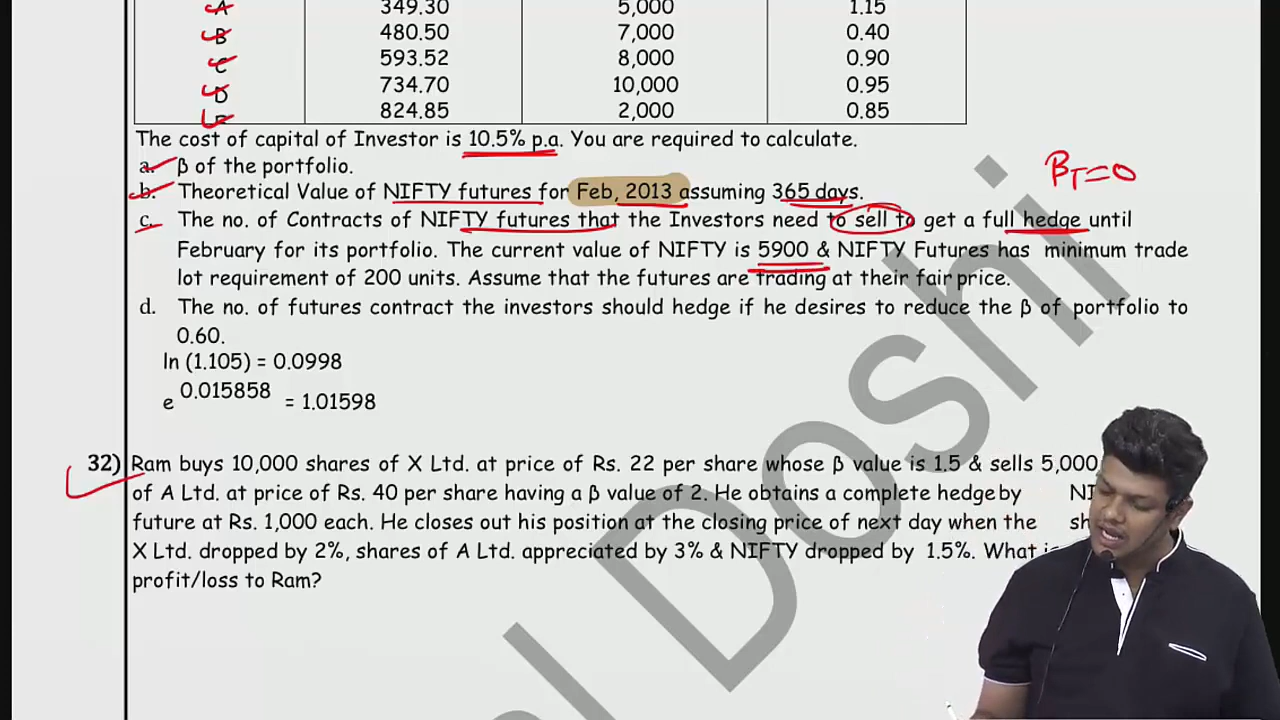 A 349.30 5,000 1.15
B 480.50 7,000 0.40
C 593.52 8,000 0.90
D 734.70 10,000 0.95
E 824.85 2,000 0.85
The cost of capital of Investor is 10.5% p.a. You are required to calculate.
a. β of the portfolio.
βT=0
b. Theoretical Value of NIFTY futures for Feb, 2013 assuming 365 days.
c. The no. of Contracts of NIFTY futures that the Investors need to sell to get a full hedge until
February for its portfolio. The current value of NIFTY is 5900 & NIFTY Futures has minimum trade
lot requirement of 200 units. Assume that the futures are trading at their fair price.
d. The no. of futures contract the investors should hedge if he desires to reduce the β of portfolio to
0.60.
ln (1.105) = 0.0998
e 0.015858 = 1.01598
32) Ram buys 10,000 shares of X Ltd. at price of Rs. 22 per share whose β value is 1.5 & sells 5,000
of A Ltd. at price of Rs. 40 per share having a β value of 2. He obtains a complete hedge by
future at Rs. 1,000 each. He closes out his position at the closing price of next day when the
X Ltd. dropped by 2%, shares of A Ltd. appreciated by 3% & NIFTY dropped by 1.5%. What
profit/loss to Ram?
Doshi